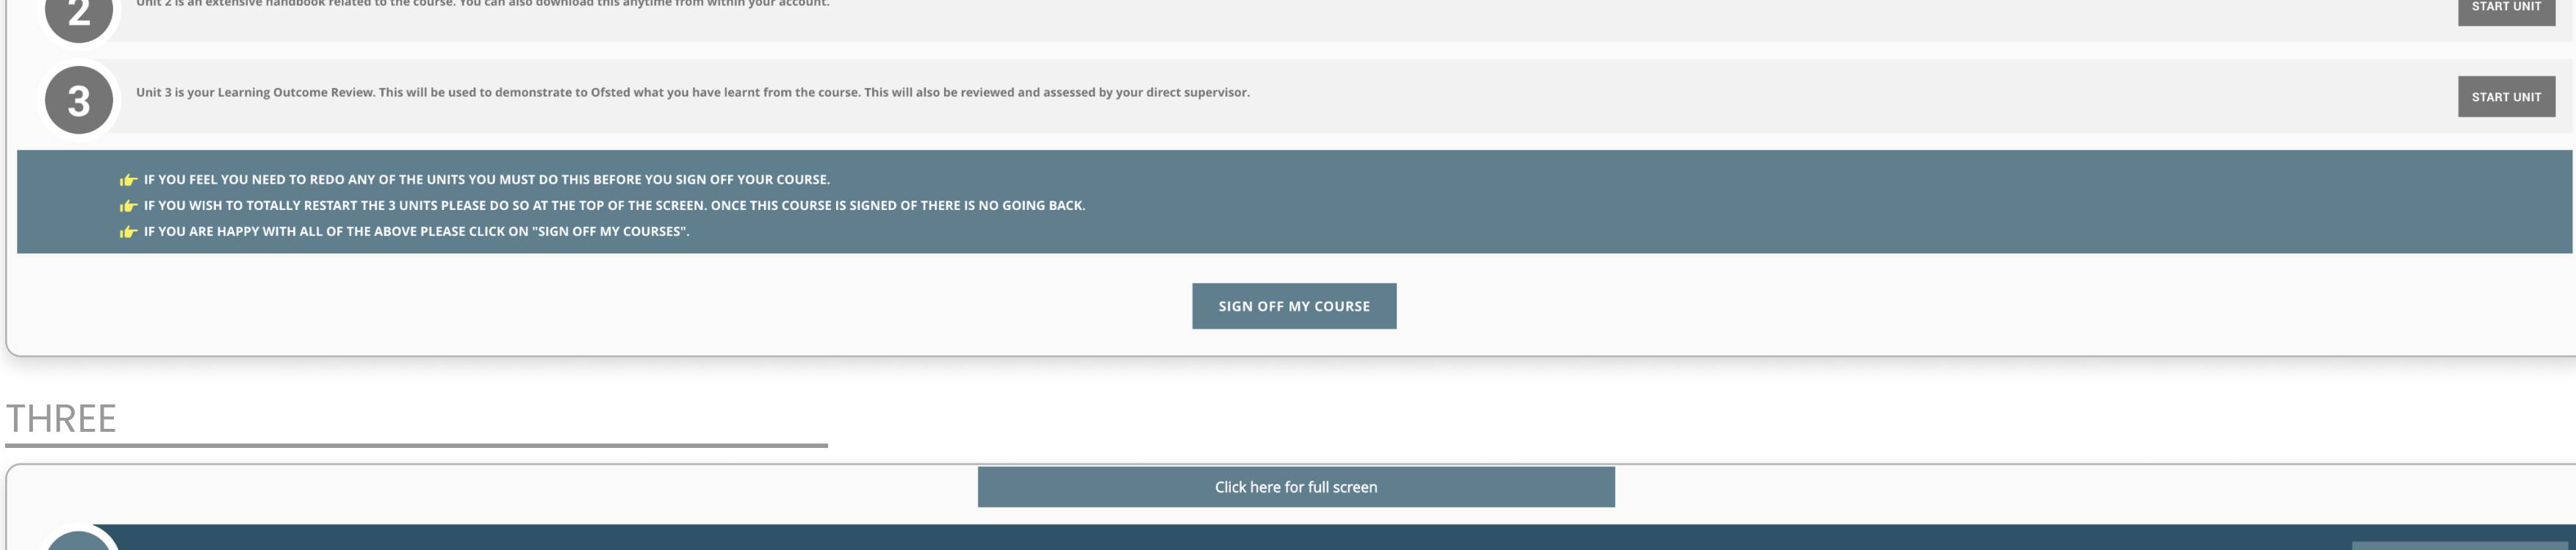 2
Unit 2 is an extensive handbook related to the course. You can also download this anytime from within your account.
START UNIT
3
Unit 3 is your Learning Outcome Review. This will be used to demonstrate to Ofsted what you have learnt from the course. This will also be reviewed and assessed by your direct supervisor.
START UNIT
IF YOU FEEL YOU NEED TO REDO ANY OF THE UNITS YOU MUST DO THIS BEFORE YOU SIGN OFF YOUR COURSE.
IF YOU WISH TO TOTALLY RESTART THE 3 UNITS PLEASE DO SO AT THE TOP OF THE SCREEN. ONCE THIS COURSE IS SIGNED OF THERE IS NO GOING BACK.
IF YOU ARE HAPPY WITH ALL OF THE ABOVE PLEASE CLICK ON "SIGN OFF MY COURSES".
SIGN OFF MY COURSE
THREE
Click here for full screen